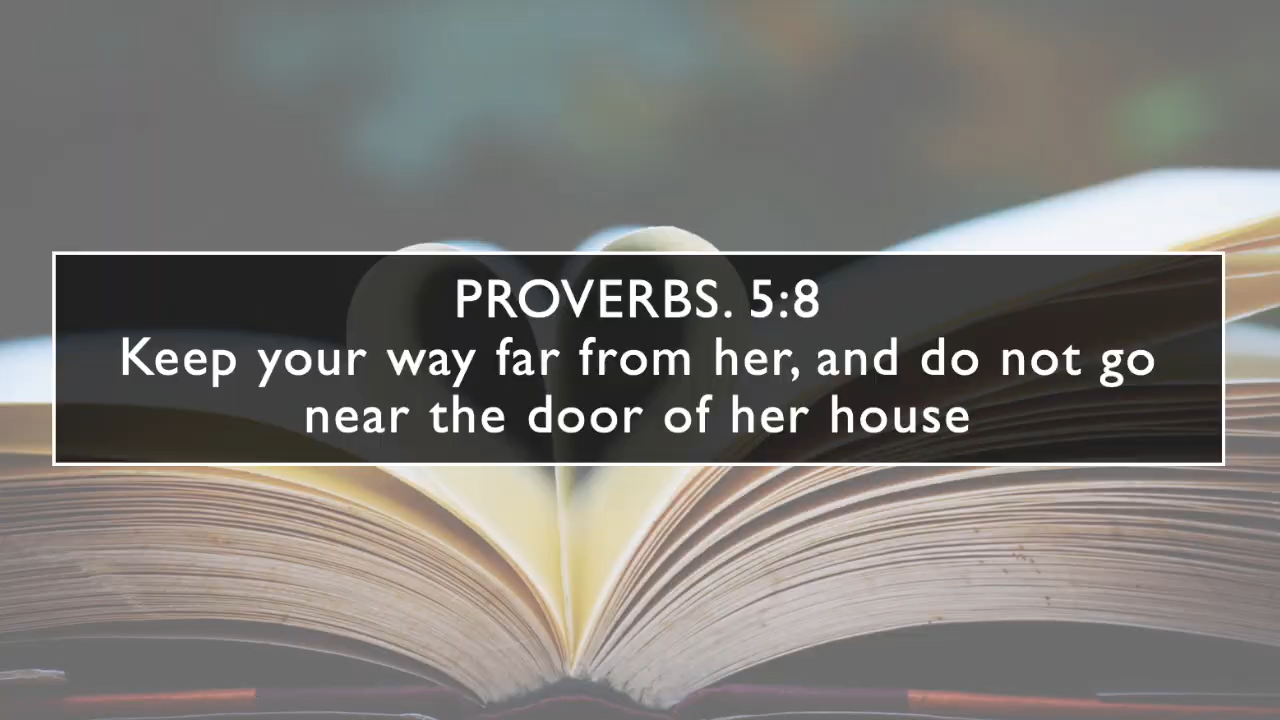 PROVERBS. 5:8
Keep your way far from her, and do not go
near the door of her house